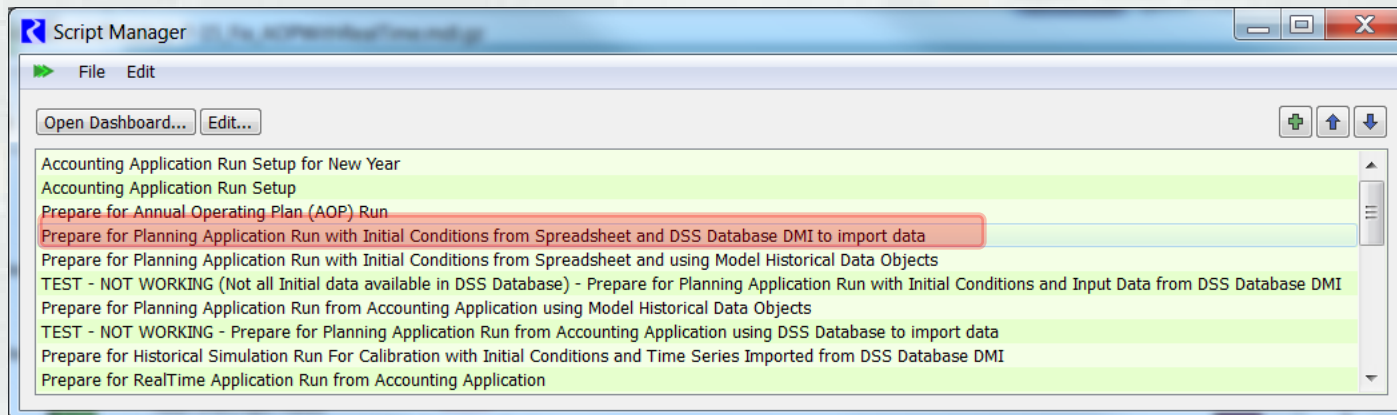 Script Manager
File Edit
Open Dashboard... Edit...
Accounting Application Run Setup for New Year
Accounting Application Run Setup
Prepare for Annual Operating Plan (AOP) Run
Prepare for Planning Application Run with Initial Conditions from Spreadsheet and DSS Database DMI to import data
Prepare for Planning Application Run with Initial Conditions from Spreadsheet and using Model Historical Data Objects
TEST - NOT WORKING (Not all Initial data available in DSS Database) - Prepare for Planning Application Run with Initial Conditions and Input Data from DSS Database DMI
Prepare for Planning Application Run from Accounting Application using Model Historical Data Objects
TEST - NOT WORKING - Prepare for Planning Application Run from Accounting Application using DSS Database to import data
Prepare for Historical Simulation Run For Calibration with Initial Conditions and Time Series Imported from DSS Database DMI
Prepare for RealTime Application Run from Accounting Application